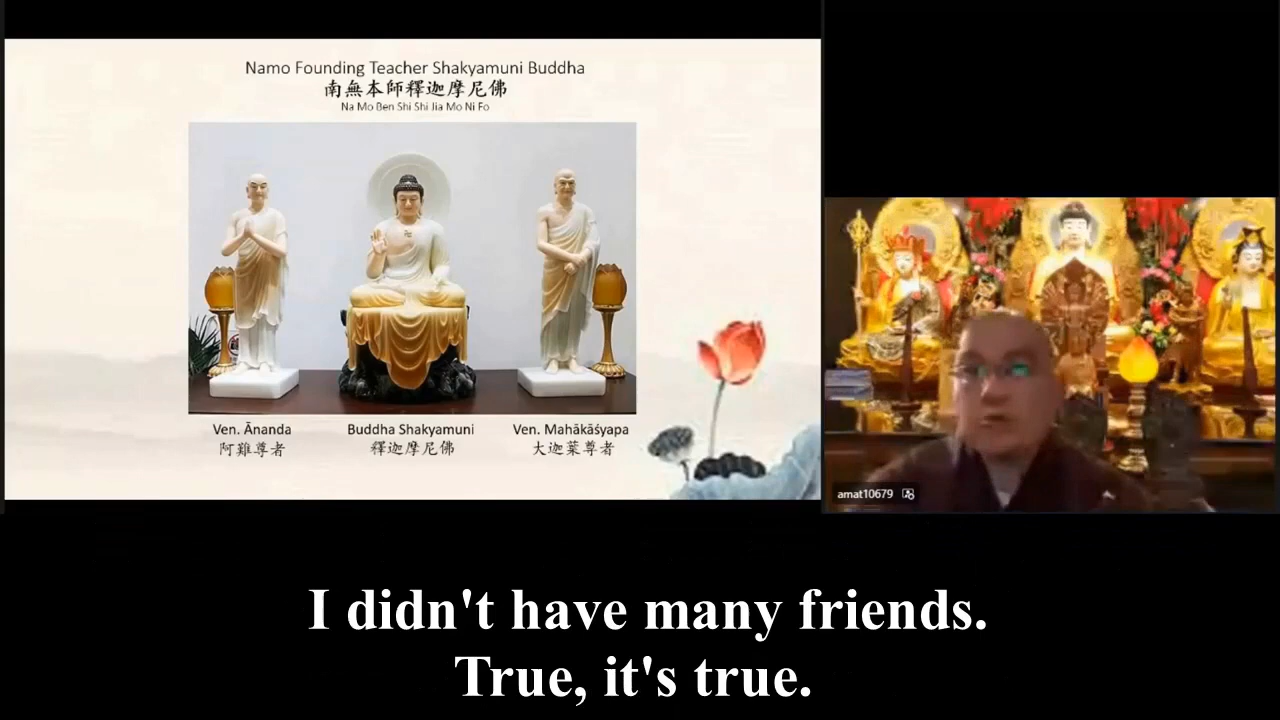 Namo Founding Teacher Shakyamuni Buddha
南無本師釋迦摩尼佛
Na Mo Ben Shi Shi Jia Mo Ni Fo
Ven. Ānanda
阿難尊者
Buddha Shakyamuni
釋迦摩尼佛
Ven. Mahākāśyapa
大迦葉尊者
amat10679
I didn't have many friends.
True, it's true.